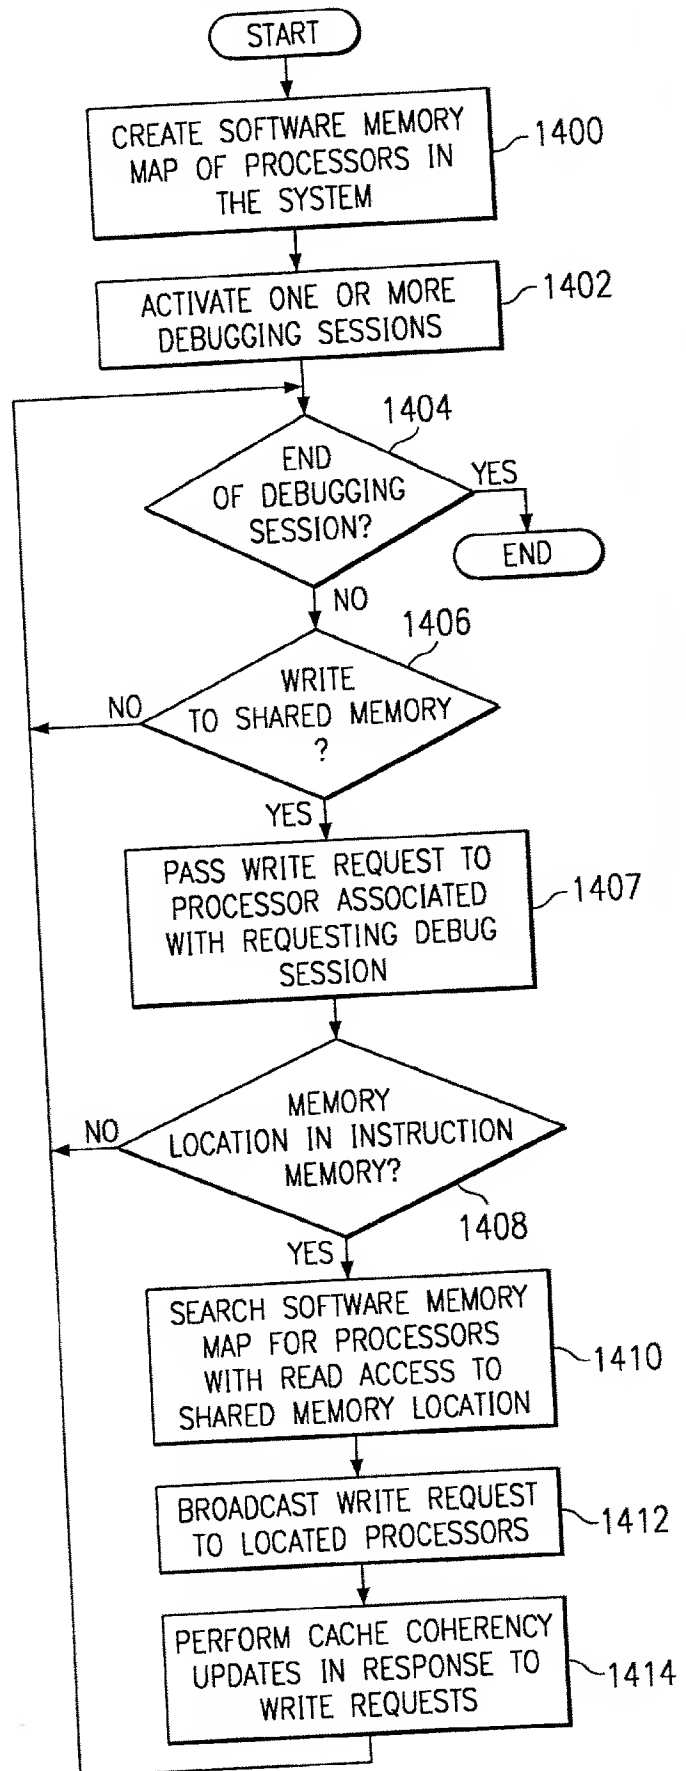 START
CREATE SOFTWARE MEMORY
MAP OF PROCESSORS IN
THE SYSTEM
1400
ACTIVATE ONE OR MORE
DEBUGGING SESSIONS
1402
1404
END
OF DEBUGGING
SESSION?
YES
END
NO
1406
WRITE
TO SHARED MEMORY
?
NO
YES
PASS WRITE REQUEST TO
PROCESSOR ASSOCIATED
WITH REQUESTING DEBUG
SESSION
1407
MEMORY
LOCATION IN INSTRUCTION
MEMORY?
NO
1408
YES
SEARCH SOFTWARE MEMORY
MAP FOR PROCESSORS
WITH READ ACCESS TO
SHARED MEMORY LOCATION
1410
BROADCAST WRITE REQUEST
TO LOCATED PROCESSORS
1412
PERFORM CACHE COHERENCY
UPDATES IN RESPONSE TO
WRITE REQUESTS
1414